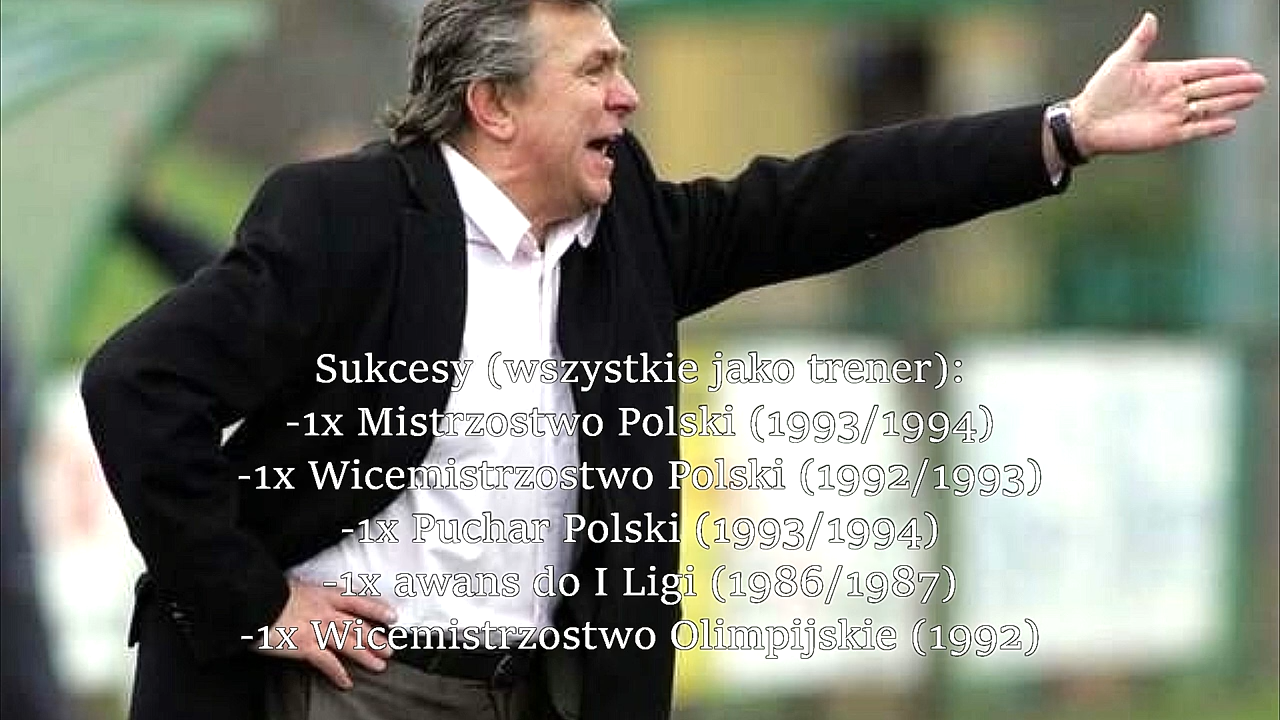 Sukcesy (wszystkie jako trener):
-1x Mistrzostwo Polski (1993/1994)
-1x Wicemistrzostwo Polski (1992/1993)
-1x Puchar Polski (1993/1994)
-1x awans do I Ligi (1986/1987)
-1x Wicemistrzostwo Olimpijskie (1992)